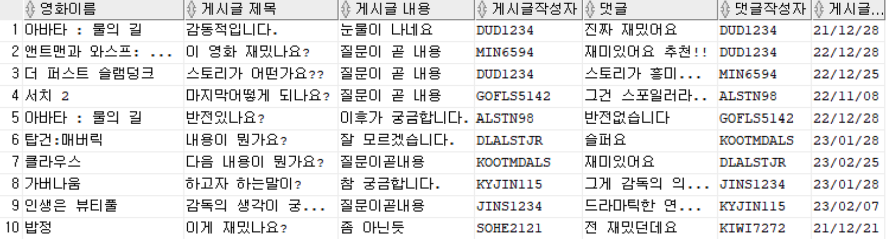 영화이름 게시글 제목 게시글 내용 게시글작성자 댓글 댓글작성자 게시글...
1 아바타 : 물의 길 감동적입니다. 눈물이 나네요 DUD1234 진짜 재밌어요 DUD1234 21/12/28
2 앤트맨과 와스프: ... 이 영화 재밌나요? 질문이 곧 내용 MIN6594 재미있어요 추천!! DUD1234 22/12/28
3 더 퍼스트 슬램덩크 스토리가 어떤가요?? 질문이 곧 내용 DUD1234 스토리가 흥미... MIN6594 22/12/25
4 서치 2 마지막어떻게 되나요? 질문이 곧 내용 GOFLS5142 그건 스포일러라.. ALSTN98 22/11/08
5 아바타 : 물의 길 반전있나요? 이후가 궁금합니다. ALSTN98 반전없습니다 GOFLS5142 22/12/28
6 탑건:매버릭 내용이 뭔가요? 잘 모르겠습니다. DLALSTJR 슬퍼요 KOOTMDALS 23/01/28
7 클라우스 다음 내용이 뭔가요? 질문이곧내용 KOOTMDALS 재미있어요 DLALSTJR 23/02/25
8 가버나움 하고자 하는말이? 참 궁금합니다. KYJIN115 그게 감독의 의... JINS1234 23/01/28
9 인생은 뷰티풀 감독의 생각이 궁... 질문이곧내용 JINS1234 드라마틱한 연... KYJIN115 23/02/07
10 밥정 이게 재밌나요? 좀 아닌듯 SOHE2121 전 재밌던데요 KIWI7272 21/12/21